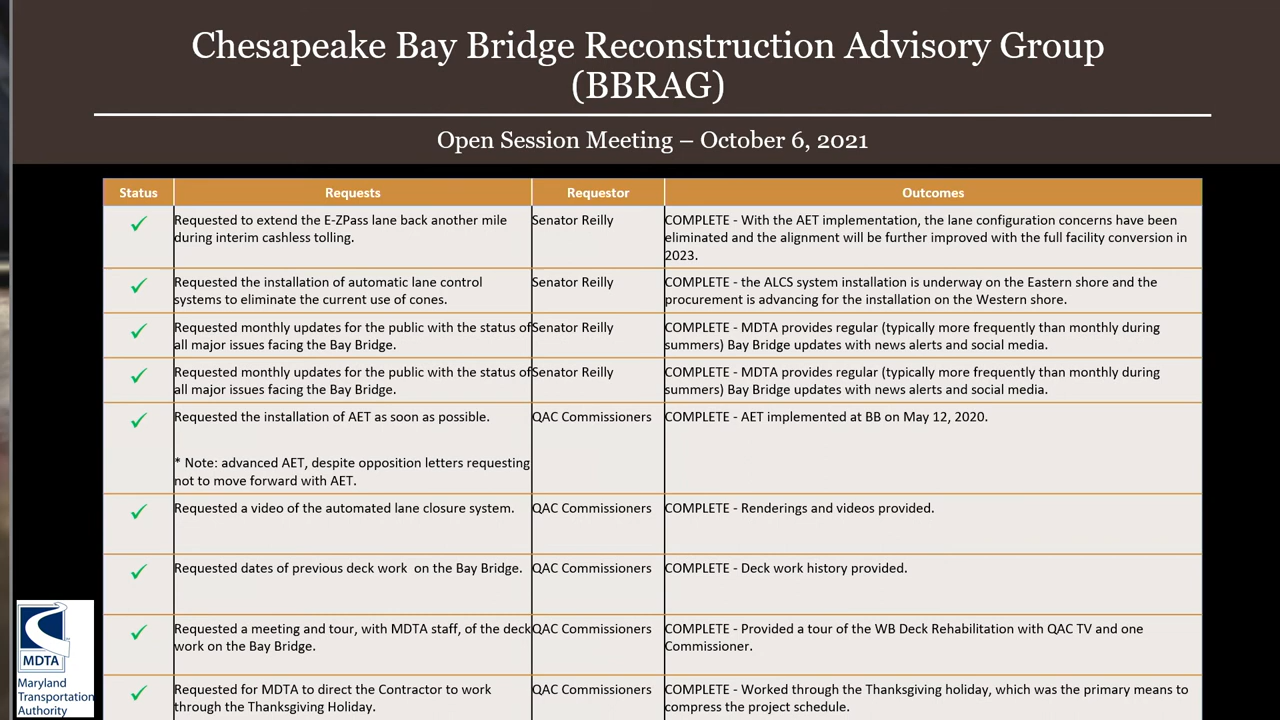 Chesapeake Bay Bridge Reconstruction Advisory Group
(BBRAG)
Open Session Meeting – October 6, 2021
Status Requests Requestor Outcomes
Requested to extend the E-ZPass lane back another mile
during interim cashless tolling.
Senator Reilly
COMPLETE - With the AET implementation, the lane configuration concerns have been
eliminated and the alignment will be further improved with the full facility conversion in
2023.
Requested the installation of automatic lane control
systems to eliminate the current use of cones.
Senator Reilly
COMPLETE - the ALCS system installation is underway on the Eastern shore and the
procurement is advancing for the installation on the Western shore.
Requested monthly updates for the public with the status of
all major issues facing the Bay Bridge.
Senator Reilly
COMPLETE - MDTA provides regular (typically more frequently than monthly during
summers) Bay Bridge updates with news alerts and social media.
Requested monthly updates for the public with the status of
all major issues facing the Bay Bridge.
Senator Reilly
COMPLETE - MDTA provides regular (typically more frequently than monthly during
summers) Bay Bridge updates with news alerts and social media.
Requested the installation of AET as soon as possible.
* Note: advanced AET, despite opposition letters requesting
not to move forward with AET.
QAC Commissioners
COMPLETE - AET implemented at BB on May 12, 2020.
Requested a video of the automated lane closure system.
QAC Commissioners
COMPLETE - Renderings and videos provided.
Requested dates of previous deck work on the Bay Bridge.
QAC Commissioners
COMPLETE - Deck work history provided.
Requested a meeting and tour, with MDTA staff, of the deck
work on the Bay Bridge.
QAC Commissioners
COMPLETE - Provided a tour of the WB Deck Rehabilitation with QAC TV and one
Commissioner.
Requested for MDTA to direct the Contractor to work
through the Thanksgiving Holiday.
QAC Commissioners
COMPLETE - Worked through the Thanksgiving holiday, which was the primary means to
compress the project schedule.
MDTA
Maryland
Transportation
Authority